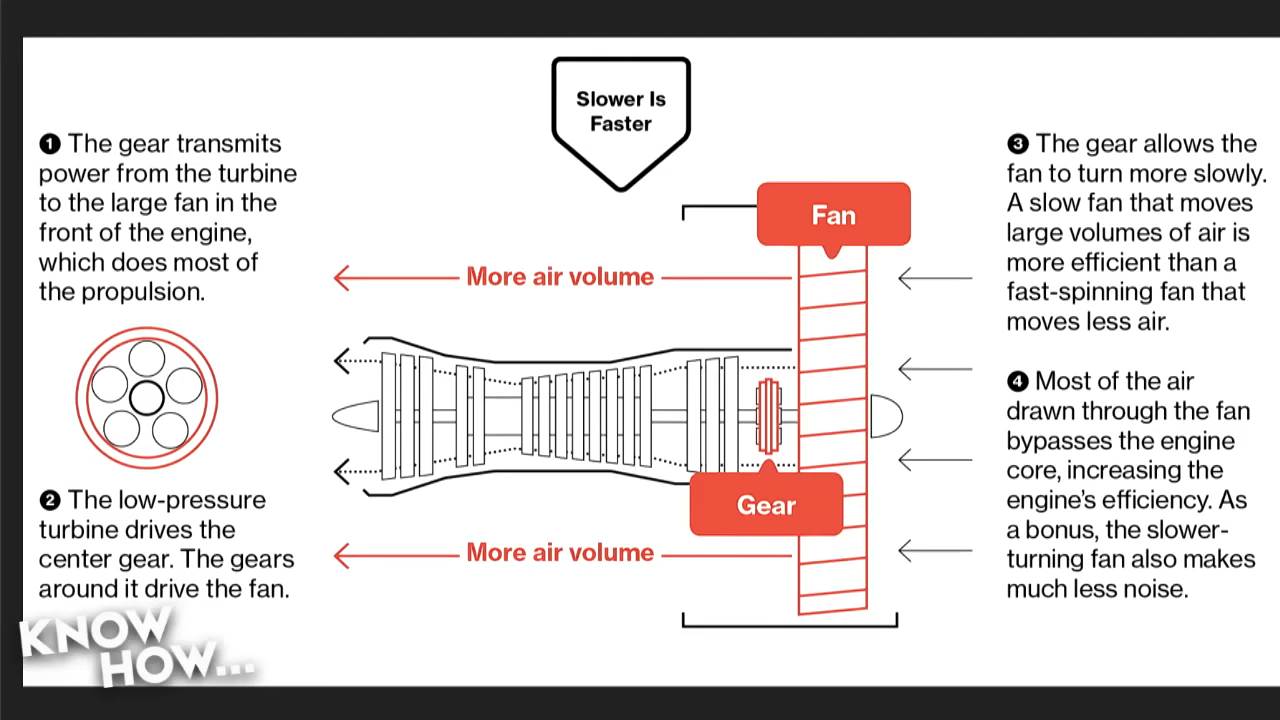 Slower Is
Faster
❶ The gear transmits
power from the turbine
to the large fan in the
front of the engine,
which does most of
the propulsion.
❷ The low-pressure
turbine drives the
center gear. The gears
around it drive the fan.
Fan
More air volume
Gear
More air volume
❸ The gear allows the
fan to turn more slowly.
A slow fan that moves
large volumes of air is
more efficient than a
fast-spinning fan that
moves less air.
❹ Most of the air
drawn through the fan
bypasses the engine
core, increasing the
engine’s efficiency. As
a bonus, the slower-
turning fan also makes
much less noise.
KNOW
HOW...